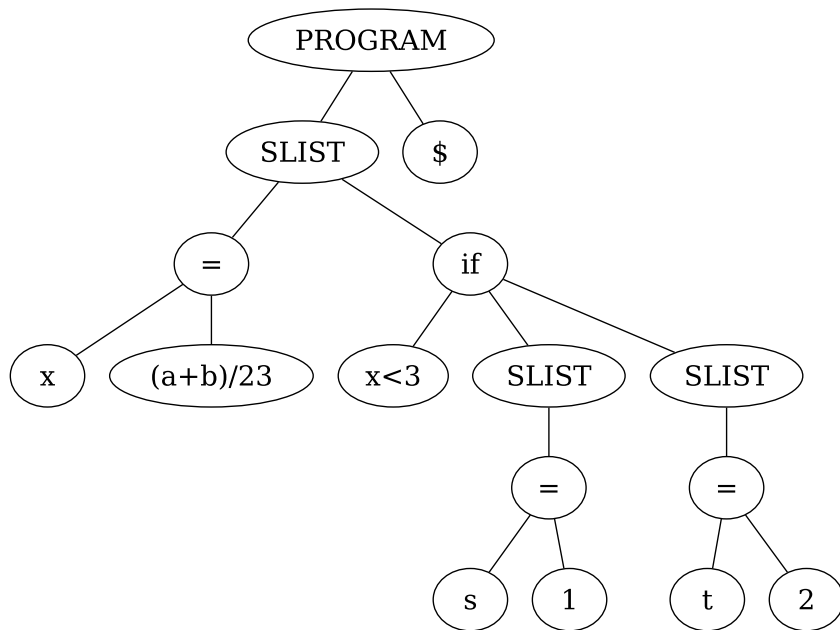 PROGRAM
SLIST $
= if
x (a+b)/23 x<3 SLIST SLIST
= =
s 1 t 2